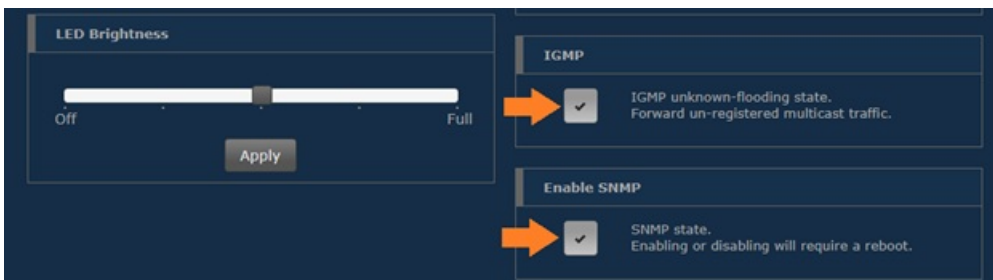 LED Brightness
Off
Full
Apply
IGMP
IGMP unknown-flooding state.
Forward un-registered multicast traffic.
Enable SNMP
SNMP state.
Enabling or disabling will require a reboot.